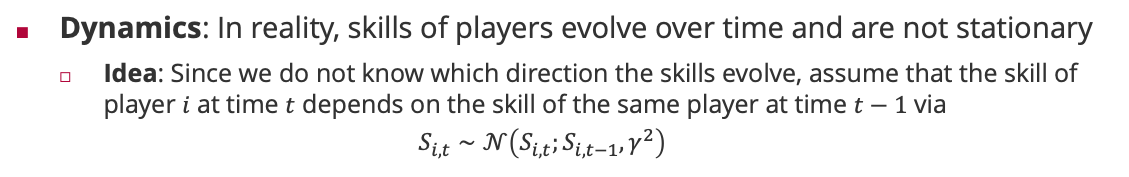 Dynamics: In reality, skills of players evolve over time and are not stationary
Idea: Since we do not know which direction the skills evolve, assume that the skill of
player i at time t depends on the skill of the same player at time t − 1 via
S_{i,t} ~ 𝒩(S_{i,t}; S_{i,t−1}, γ²)